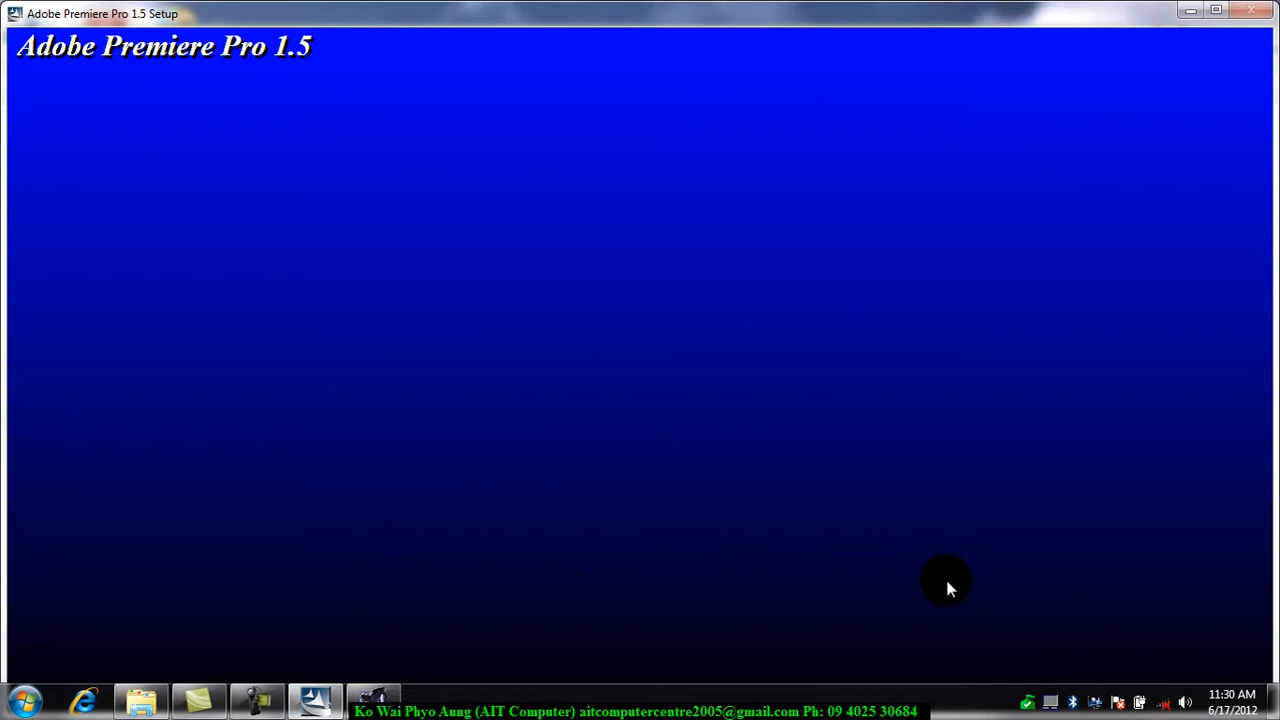 Adobe Premiere Pro 1.5 Setup
Adobe Premiere Pro 1.5
11:30 AM
6/17/2012
Ko Wai Phyo Aung (AIT Computer) aitcomputercentre2005@gmail.com Ph: 09 4025 30684